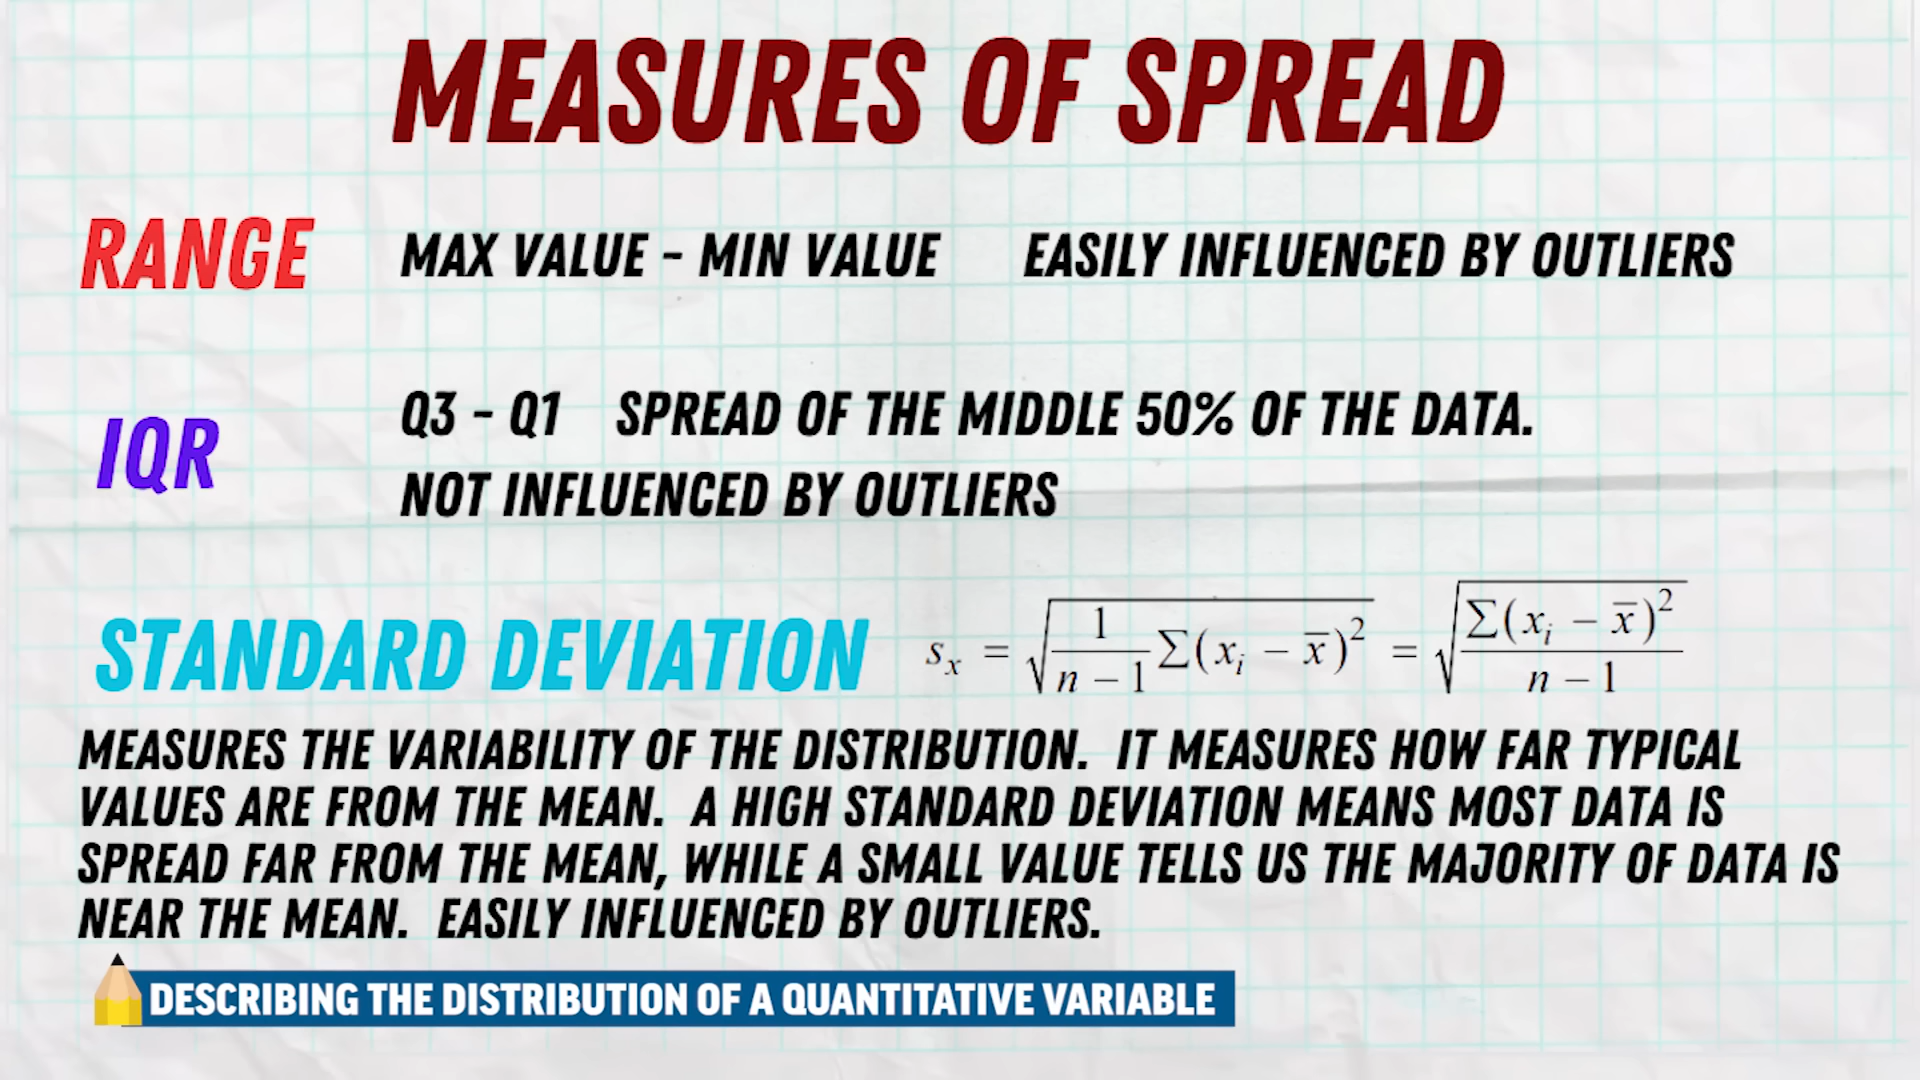 MEASURES OF SPREAD
RANGE MAX VALUE - MIN VALUE EASILY INFLUENCED BY OUTLIERS
IQR Q3 - Q1 SPREAD OF THE MIDDLE 50% OF THE DATA.
NOT INFLUENCED BY OUTLIERS
STANDARD DEVIATION s_x = √(1/(n − 1) Σ(x_i − x̅)²) = √(Σ(x_i − x̅)²/(n − 1))
MEASURES THE VARIABILITY OF THE DISTRIBUTION. IT MEASURES HOW FAR TYPICAL
VALUES ARE FROM THE MEAN. A HIGH STANDARD DEVIATION MEANS MOST DATA IS
SPREAD FAR FROM THE MEAN, WHILE A SMALL VALUE TELLS US THE MAJORITY OF DATA IS
NEAR THE MEAN. EASILY INFLUENCED BY OUTLIERS.
DESCRIBING THE DISTRIBUTION OF A QUANTITATIVE VARIABLE